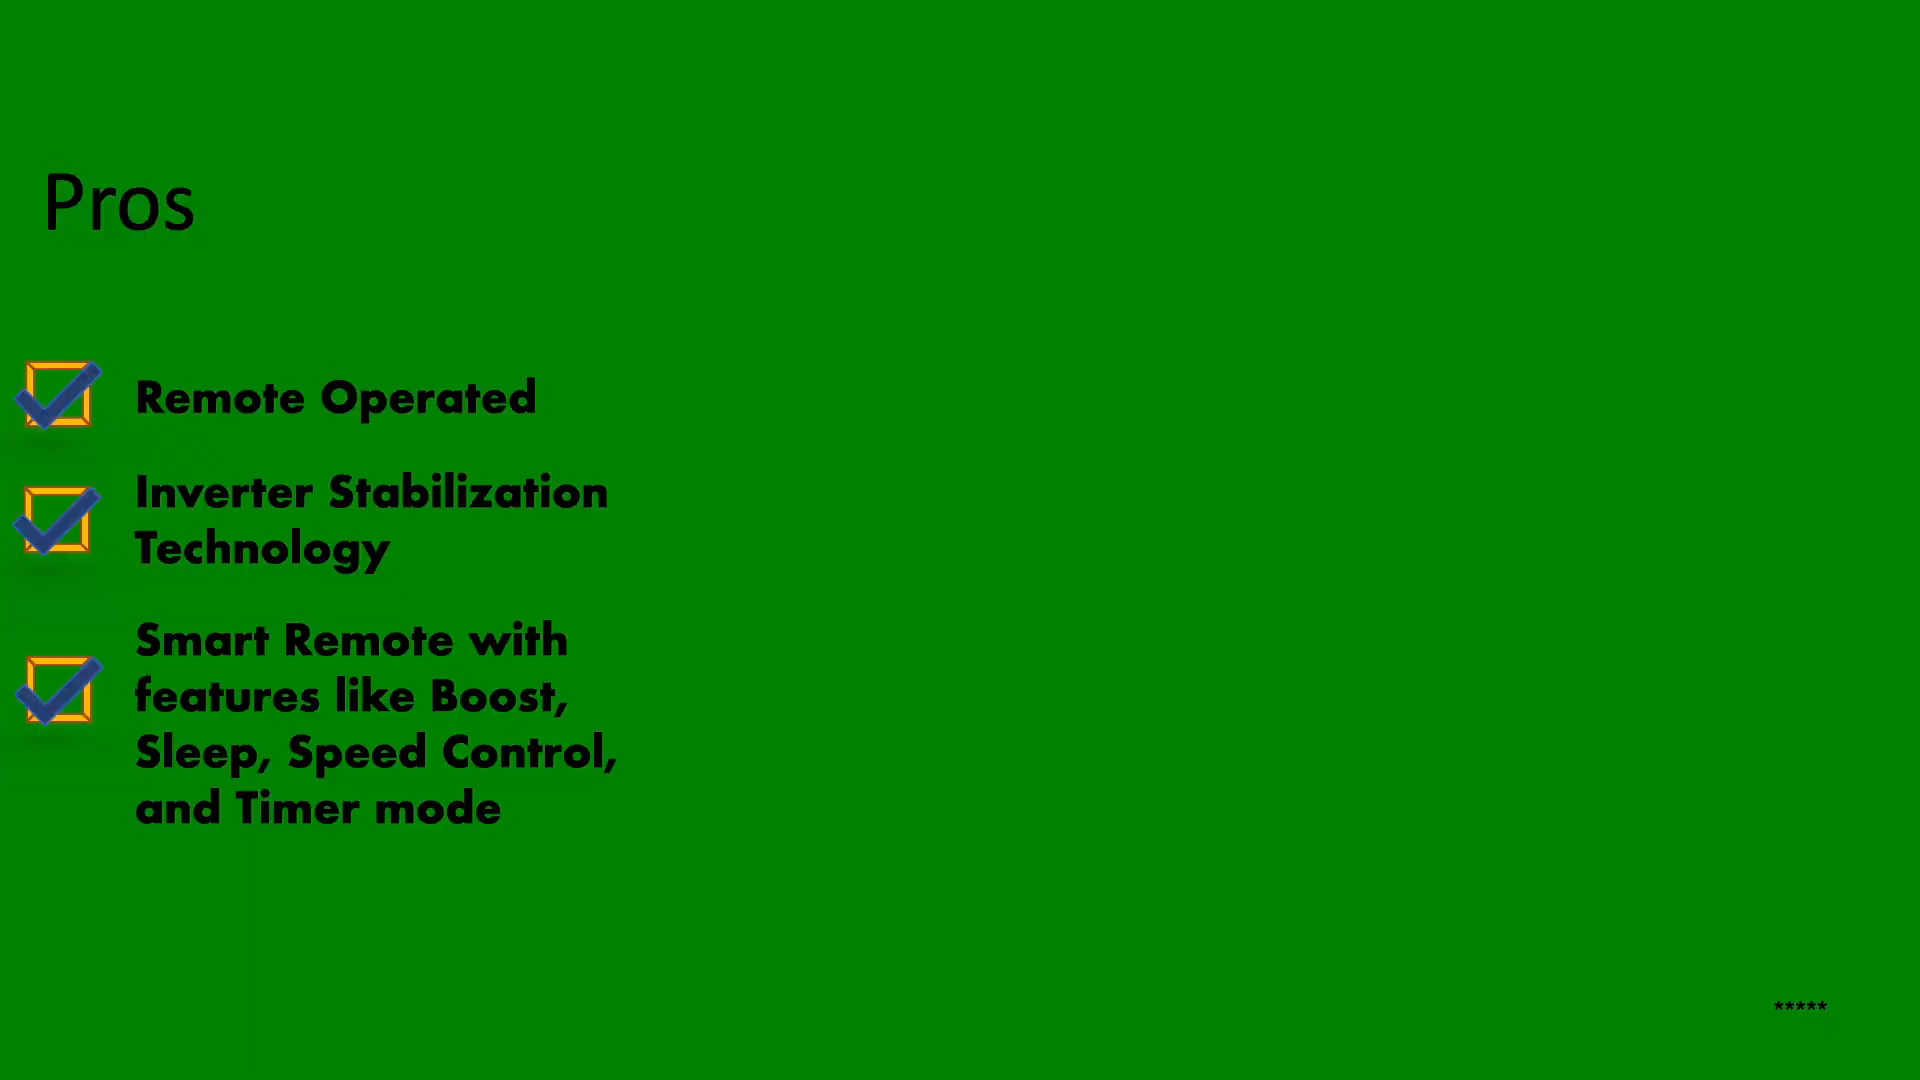 Pros
Remote Operated
Inverter Stabilization
Technology
Smart Remote with
features like Boost,
Sleep, Speed Control,
and Timer mode
*****